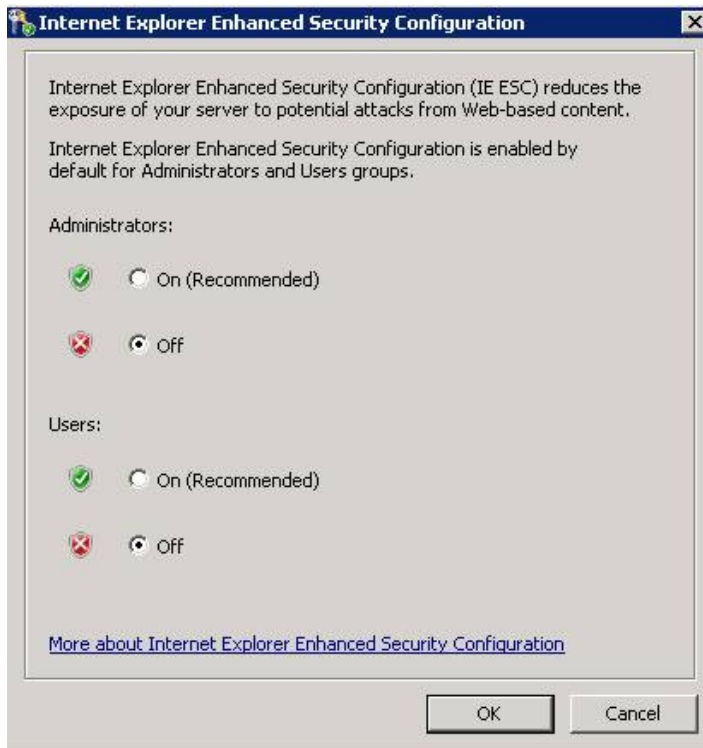 Internet Explorer Enhanced Security Configuration
Internet Explorer Enhanced Security Configuration (IE ESC) reduces the
exposure of your server to potential attacks from Web-based content.
Internet Explorer Enhanced Security Configuration is enabled by
default for Administrators and Users groups.
Administrators:
On (Recommended)
Off
Users:
On (Recommended)
Off
More about Internet Explorer Enhanced Security Configuration
OK
Cancel